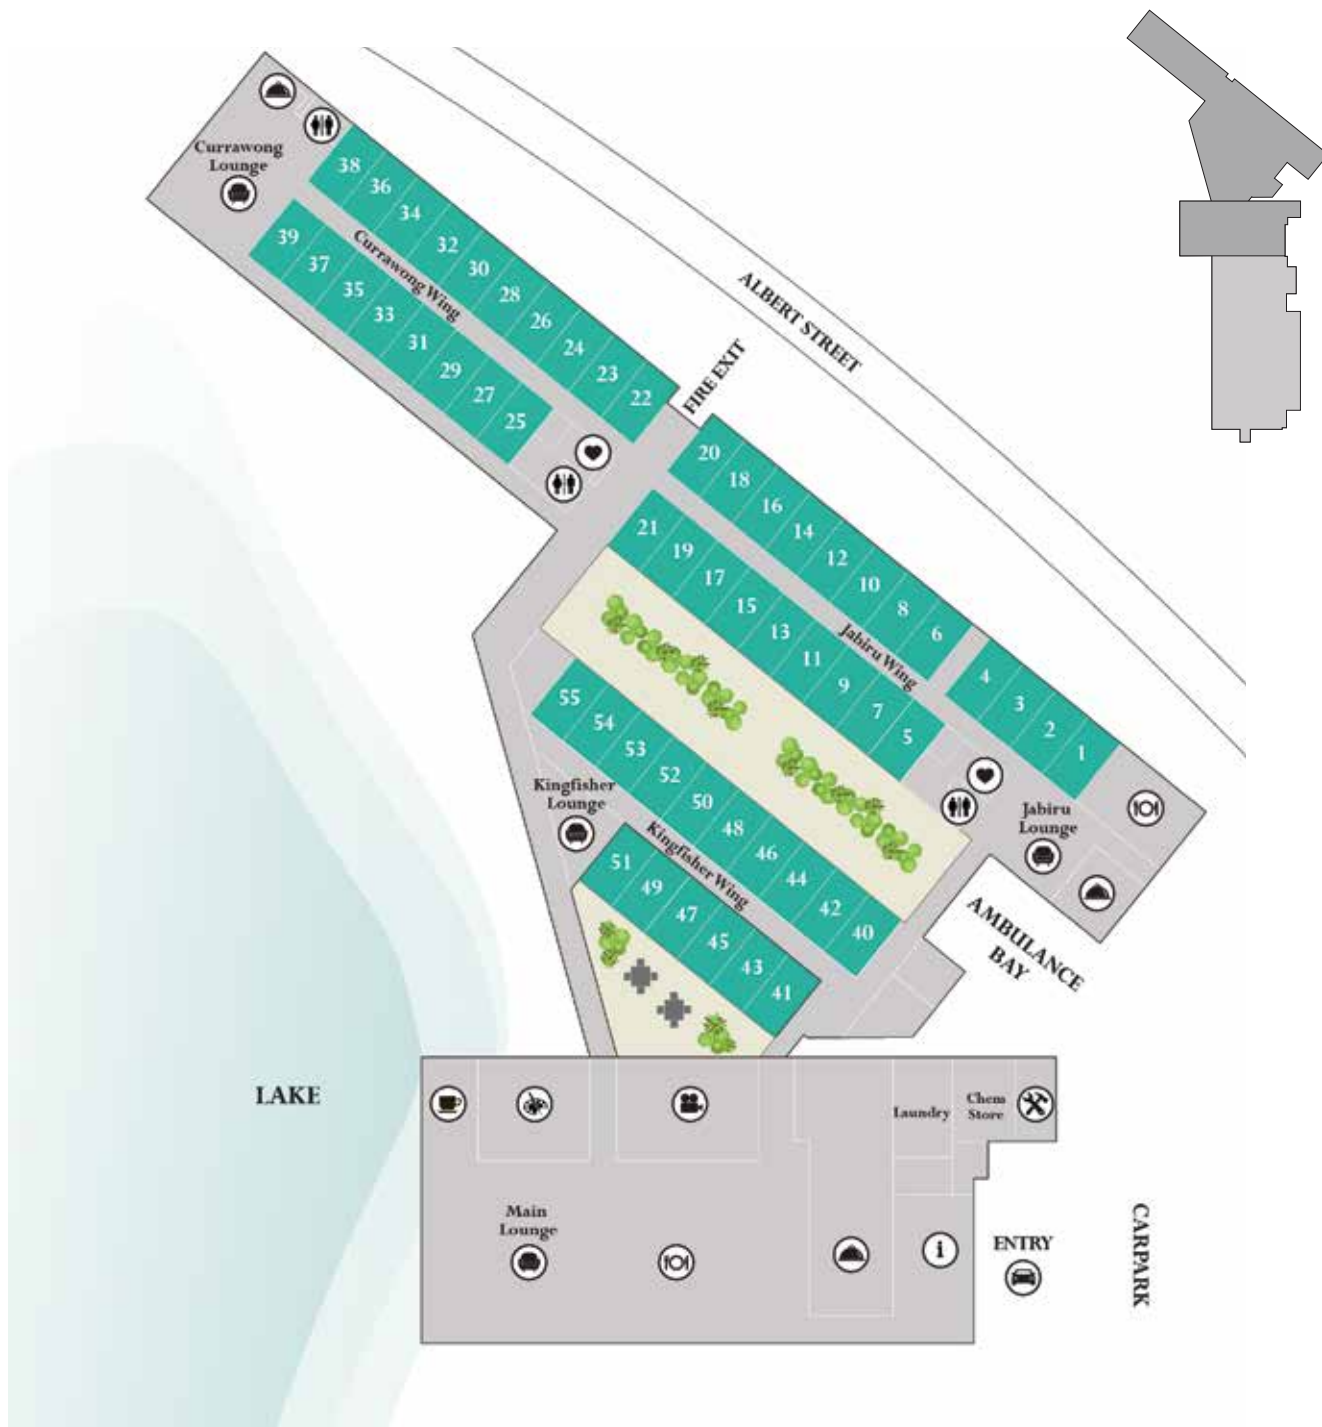 Currawong
Lounge
38
36
34
32
30
28
26
24
23
22
Currawong Wing
39
37
35
33
31
29
27
25
ALBERT STREET
FIRE EXIT
20
18
16
14
12
10
8
6
4
3
2
1
Jabiru Wing
21
19
17
15
13
11
9
7
5
Jabiru
Lounge
55
54
53
52
50
48
46
44
42
40
Kingfisher
Lounge
Kingfisher Wing
51
49
47
45
43
41
AMBULANCE
BAY
LAKE
Laundry
Chem
Store
Main
Lounge
i
ENTRY
CARPARK